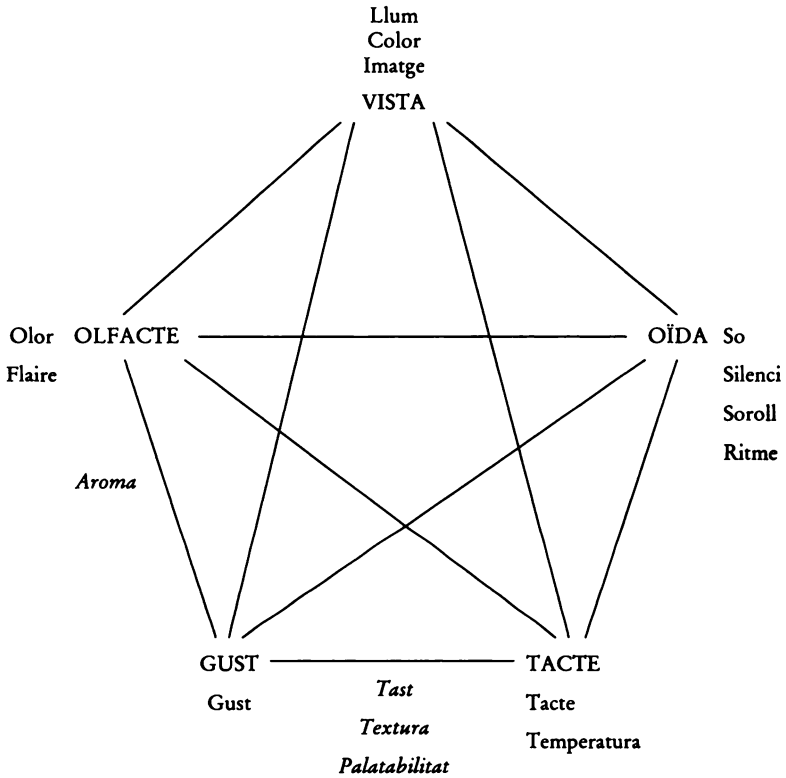 Llum
Color
Imatge
VISTA
Olor OLFACTE
Flaire
OÏDA So
Silenci
Soroll
Ritme
Aroma
GUST
Gust
Tast
Textura
Palatabilitat
TACTE
Tacte
Temperatura